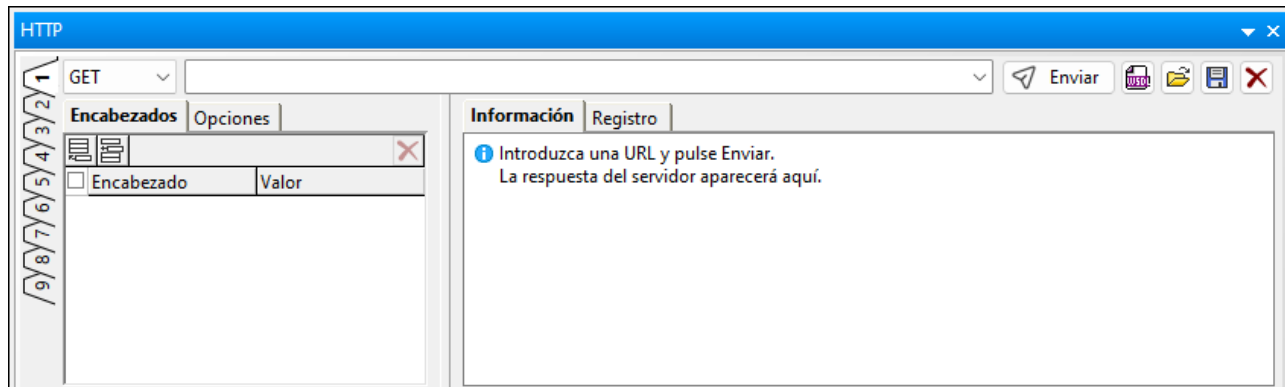 HTTP
1
2
3
4
5
6
7
8
9
GET
Enviar
WSDL
Encabezados
Opciones
Encabezado
Valor
Información
Registro
Introduzca una URL y pulse Enviar.
La respuesta del servidor aparecerá aquí.